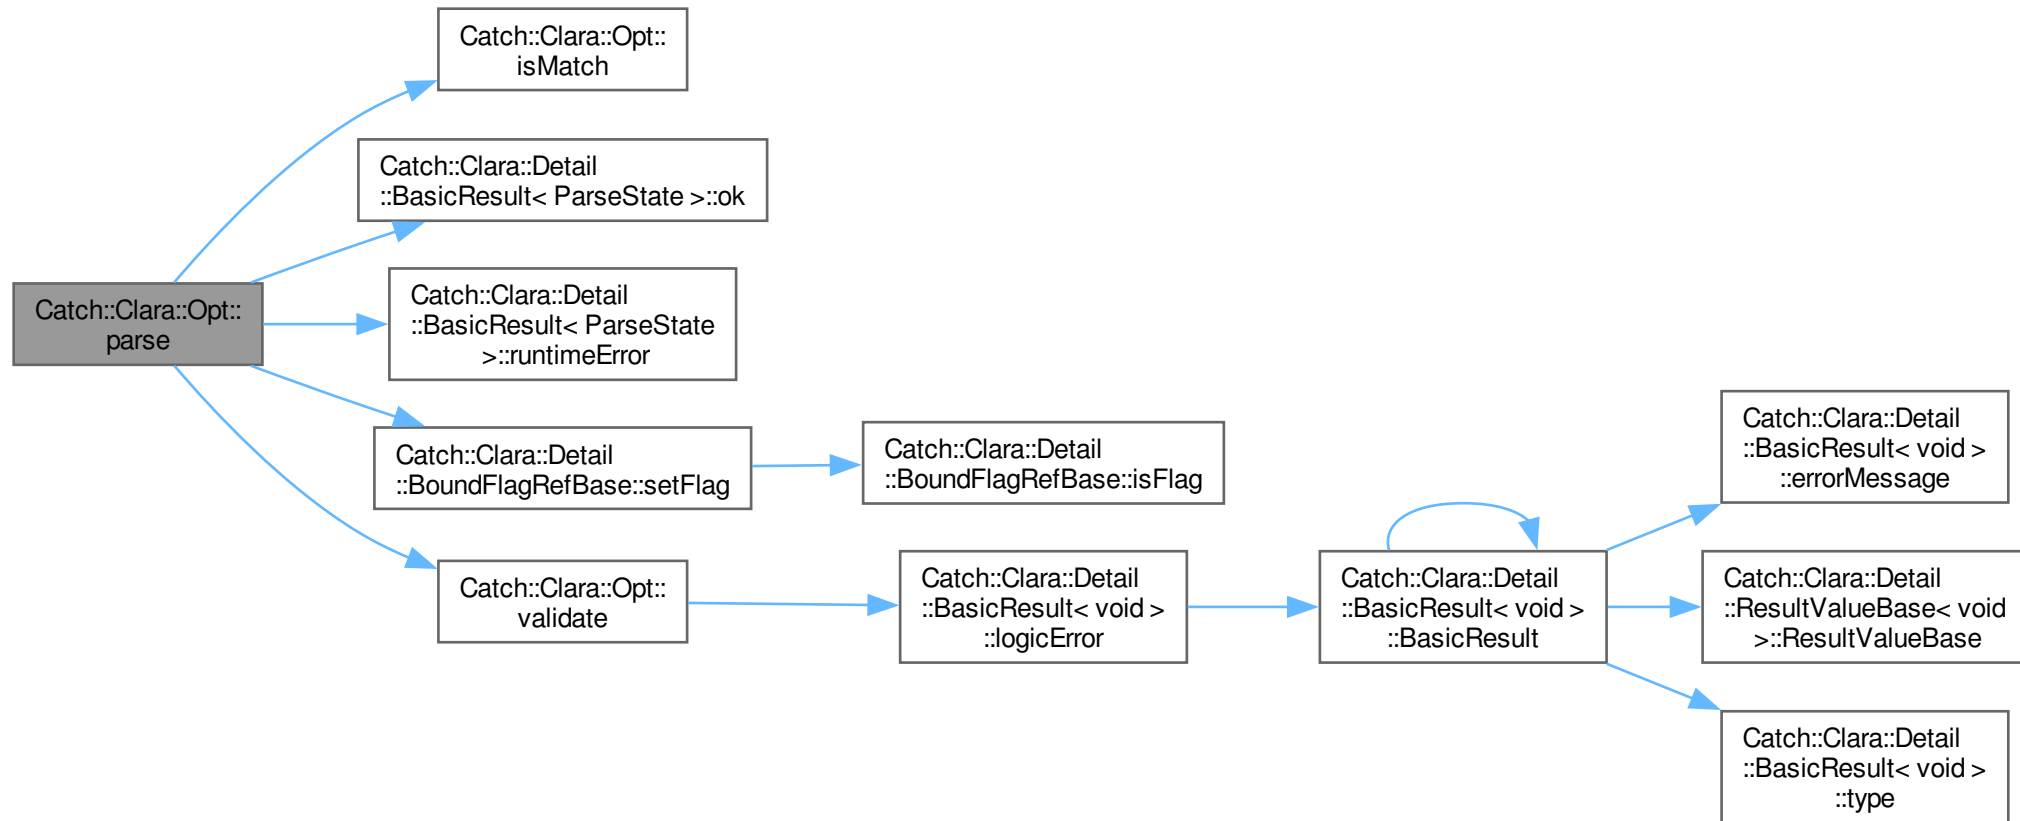 Catch::Clara::Opt::
isMatch
Catch::Clara::Detail
::BasicResult< ParseState >::ok
Catch::Clara::Opt::
parse
Catch::Clara::Detail
::BasicResult< ParseState
>::runtimeError
Catch::Clara::Detail
::BoundFlagRefBase::setFlag
Catch::Clara::Detail
::BoundFlagRefBase::isFlag
Catch::Clara::Opt::
validate
Catch::Clara::Detail
::BasicResult< void >
::logicError
Catch::Clara::Detail
::BasicResult< void >
::BasicResult
Catch::Clara::Detail
::BasicResult< void >
::errorMessage
Catch::Clara::Detail
::ResultValueBase< void
>::ResultValueBase
Catch::Clara::Detail
::BasicResult< void >
::type